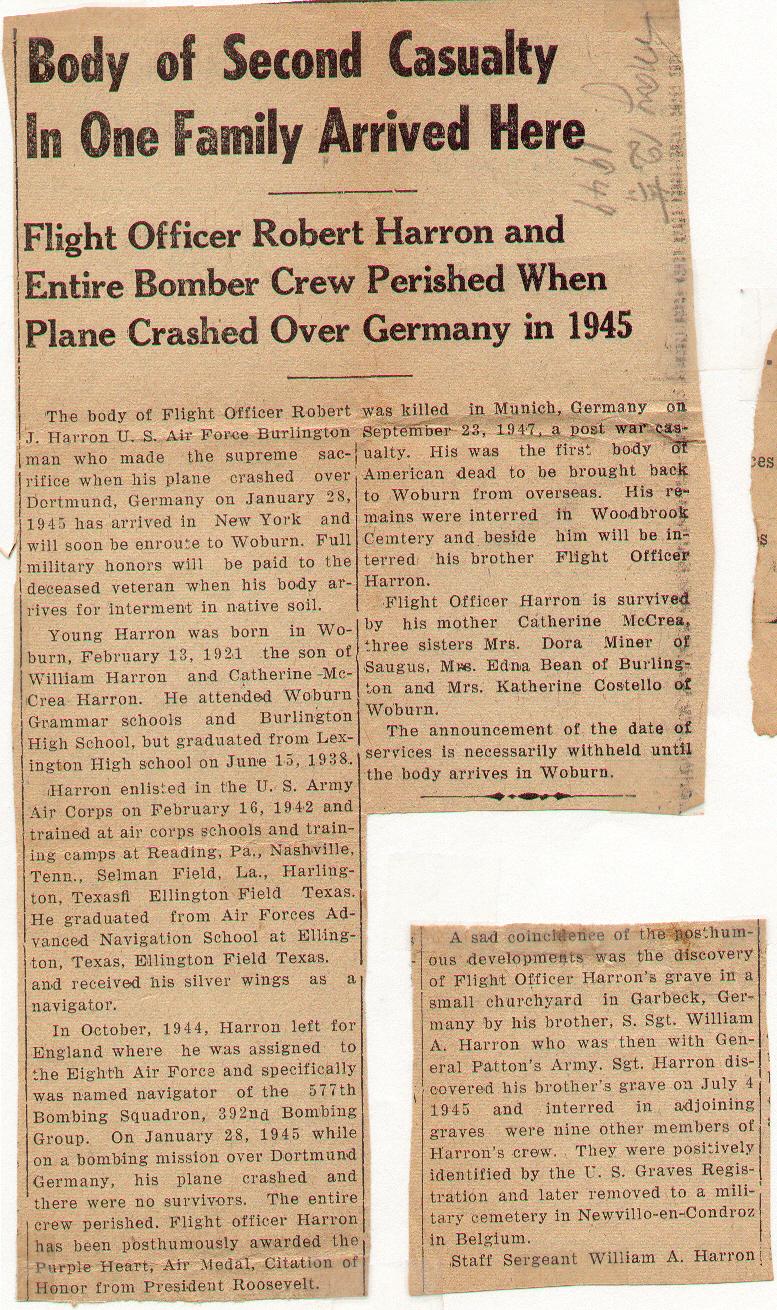 Body of Second Casualty
In One Family Arrived Here
May 12th
1949
Flight Officer Robert Harron and
Entire Bomber Crew Perished When
Plane Crashed Over Germany in 1945
The body of Flight Officer Robert
J. Harron U. S. Air Force Burlington
man who made the supreme sac-
rifice when his plane crashed over
Dortmund, Germany on January 28,
1945 has arrived in New York and
will soon be enroute to Woburn. Full
military honors will be paid to the
deceased veteran when his body ar-
rives for interment in native soil.
Young Harron was born in Wo-
burn, February 13, 1921 the son of
William Harron and Catherine Mc-
Crea Harron. He attended Woburn
Grammar schools and Burlington
High School, but graduated from Lex-
ington High school on June 15, 1938.
Harron enlisted in the U. S. Army
Air Corps on February 16, 1942 and
trained at air corps schools and train-
ing camps at Reading, Pa., Nashville,
Tenn., Selman Field, La., Harling-
ton, Texasfi Ellington Field Texas.
He graduated from Air Forces Ad-
vanced Navigation School at Elling-
ton, Texas, Ellington Field Texas.
and received his silver wings as a
navigator.
In October, 1944, Harron left for
England where he was assigned to
the Eighth Air Force and specifically
was named navigator of the 577th
Bombing Squadron, 392nd Bombing
Group. On January 28, 1945 while
on a bombing mission over Dortmund
Germany, his plane crashed and
there were no survivors. The entire
crew perished. Flight officer Harron
has been posthumously awarded the
Purple Heart, Air Medal, Citation of
Honor from President Roosevelt.
A sad coincidence of the posthum-
ous developments was the discovery
of Flight Officer Harron's grave in a
small churchyard in Garbeck, Ger-
many by his brother, S. Sgt. William
A. Harron who was then with Gen-
eral Patton's Army. Sgt. Harron dis-
covered his brother's grave on July 4
1945 and interred in adjoining
graves were nine other members of
Harron's crew. They were positively
identified by the U. S. Graves Regis-
tration and later removed to a mili-
tary cemetery in Newvillo-en-Condroz
in Belgium.
Staff Sergeant William A. Harron
was killed in Munich, Germany on
September 23, 1947, a post war cas-
ualty. His was the first body of
American dead to be brought back
to Woburn from overseas. His re-
mains were interred in Woodbrook
Cemtery and beside him will be in-
terred his brother Flight Officer
Harron.
Flight Officer Harron is survived
by his mother Catherine McCrea,
three sisters Mrs. Dora Miner of
Saugus, Mrs. Edna Bean of Burling-
ton and Mrs. Katherine Costello of
Woburn.
The announcement of the date of
services is necessarily withheld until
the body arrives in Woburn.